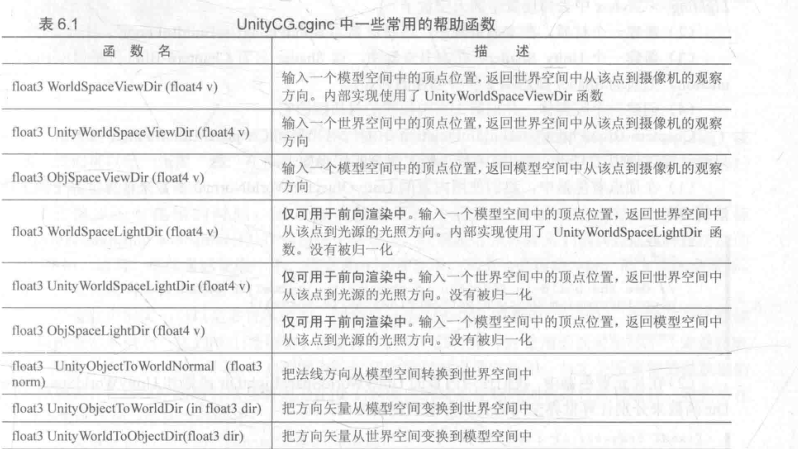 表 6.1 UnityCG.cginc 中一些常用的帮助函数
函 数 名 描 述
float3 WorldSpaceViewDir (float4 v) 输入一个模型空间中的顶点位置，返回世界空间中从该点到摄像机的观察
方向。内部实现使用了 UnityWorldSpaceViewDir 函数
float3 UnityWorldSpaceViewDir (float4 v) 输入一个世界空间中的顶点位置，返回世界空间中从该点到摄像机的观察
方向
float3 ObjSpaceViewDir (float4 v) 输入一个模型空间中的顶点位置，返回模型空间中从该点到摄像机的观察
方向
float3 WorldSpaceLightDir (float4 v) 仅可用于前向渲染中。输入一个模型空间中的顶点位置，返回世界空间中
从该点到光源的光照方向。内部实现使用了 UnityWorldSpaceLightDir 函
数。没有被归一化
float3 UnityWorldSpaceLightDir (float4 v) 仅可用于前向渲染中。输入一个世界空间中的顶点位置，返回世界空间中
从该点到光源的光照方向。没有被归一化
float3 ObjSpaceLightDir (float4 v) 仅可用于前向渲染中。输入一个模型空间中的顶点位置，返回模型空间中
从该点到光源的光照方向。没有被归一化
float3 UnityObjectToWorldNormal (float3
norm) 把法线方向从模型空间转换到世界空间中
float3 UnityObjectToWorldDir (in float3 dir) 把方向矢量从模型空间变换到世界空间中
float3 UnityWorldToObjectDir(float3 dir) 把方向矢量从世界空间变换到模型空间中